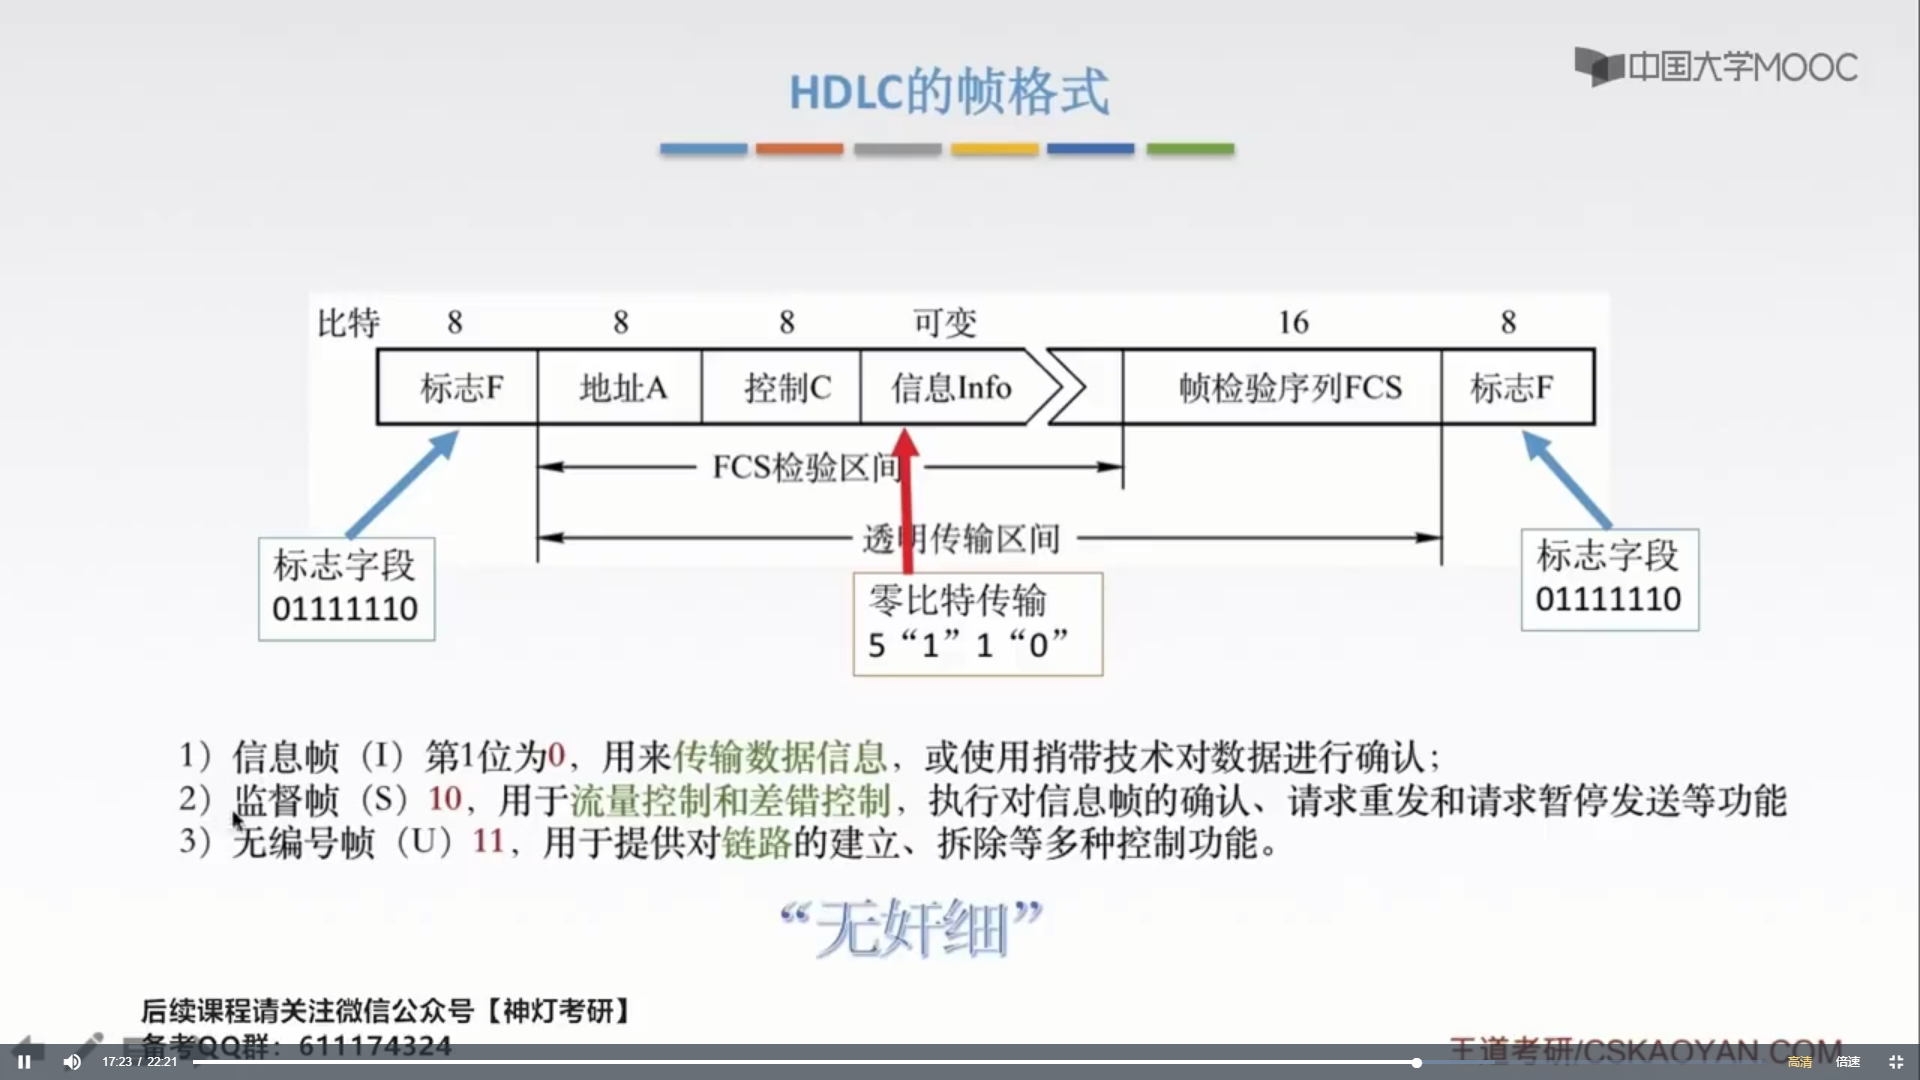 中国大学MOOC
HDLC的帧格式
比特 8 8 8 可变 16 8
标志F 地址A 控制C 信息Info 帧检验序列FCS 标志F
FCS检验区间
透明传输区间
标志字段
01111110
零比特传输
5“1”1“0”
标志字段
01111110
1）信息帧（I）第1位为0，用来传输数据信息，或使用捎带技术对数据进行确认；
2）监督帧（S）10，用于流量控制和差错控制，执行对信息帧的确认、请求重发和请求暂停发送等功能
3）无编号帧（U）11，用于提供对链路的建立、拆除等多种控制功能。
“无奸细”
后续课程请关注微信公众号【神灯考研】
备考QQ群：611174324
王道考研/CSKAOYAN.COM
17:23 / 22:21
高清 倍速